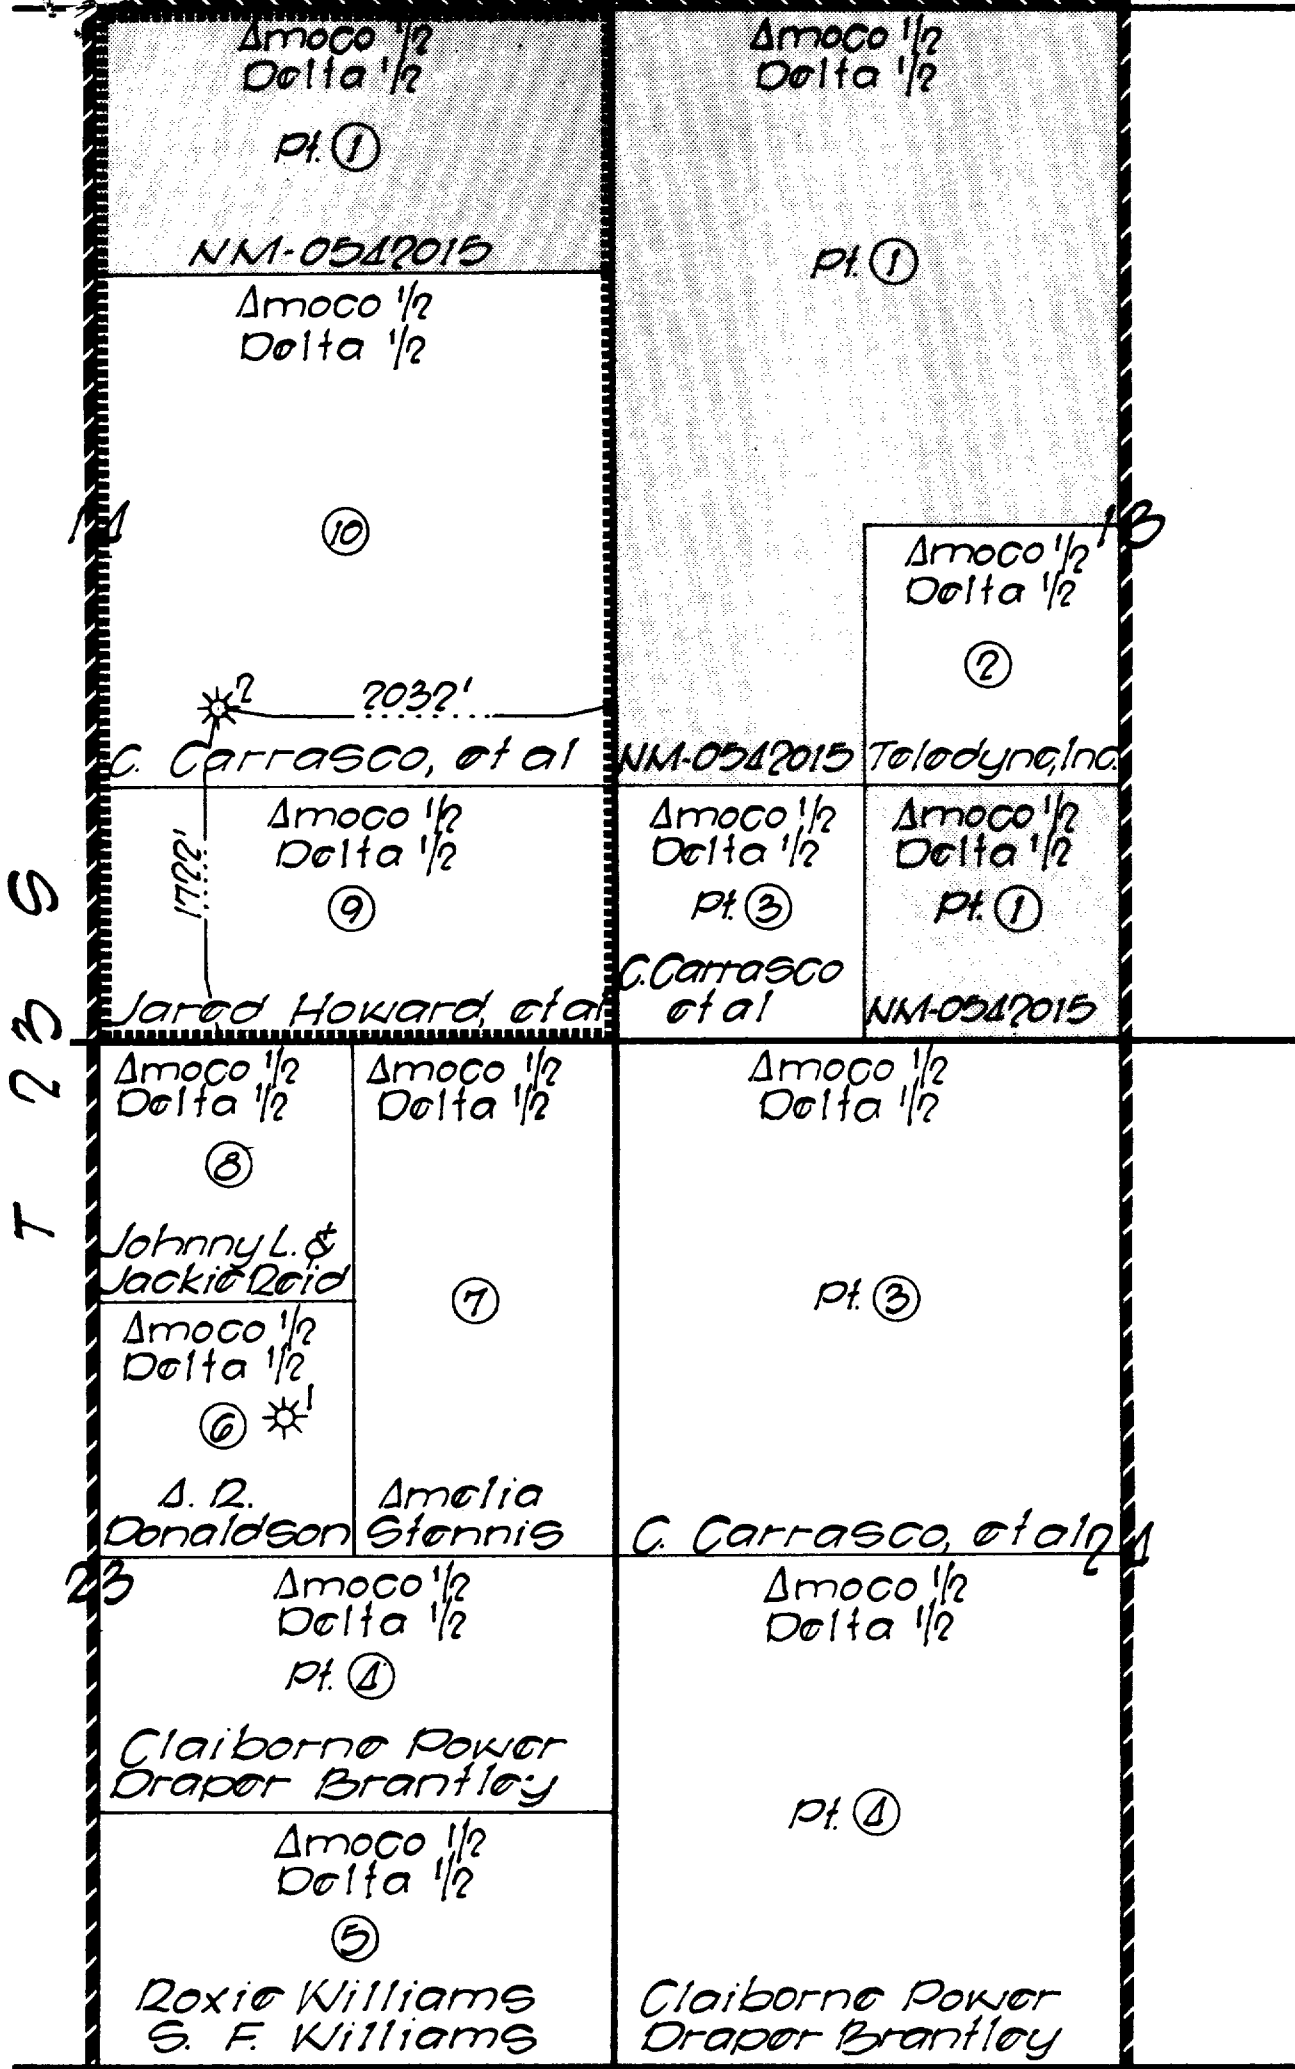 Amoco 1/2
Delta 1/2
Pt. 1
NM-0542015
Amoco 1/2
Delta 1/2
Pt. 1
Amoco 1/2
Delta 1/2
10
14
2
2032'
C. Carrasco, et al
1722'
13
Amoco 1/2
Delta 1/2
2
NM-0542015
Teledyne, Inc.
Amoco 1/2
Delta 1/2
9
Jared Howard, et al
Amoco 1/2
Delta 1/2
Pt. 3
C. Carrasco
et al
Amoco 1/2
Delta 1/2
Pt. 1
NM-0542015
T 23 S
Amoco 1/2
Delta 1/2
8
Johnny L. &
Jackie Reid
Amoco 1/2
Delta 1/2
7
Amelia
Stennis
Amoco 1/2
Delta 1/2
Pt. 3
C. Carrasco, et al
24
Amoco 1/2
Delta 1/2
6
1
A. R.
Donaldson
23
Amoco 1/2
Delta 1/2
Pt. 4
Claiborne Power
Draper Brantley
Amoco 1/2
Delta 1/2
Pt. 4
Claiborne Power
Draper Brantley
Amoco 1/2
Delta 1/2
5
Roxie Williams
S. F. Williams